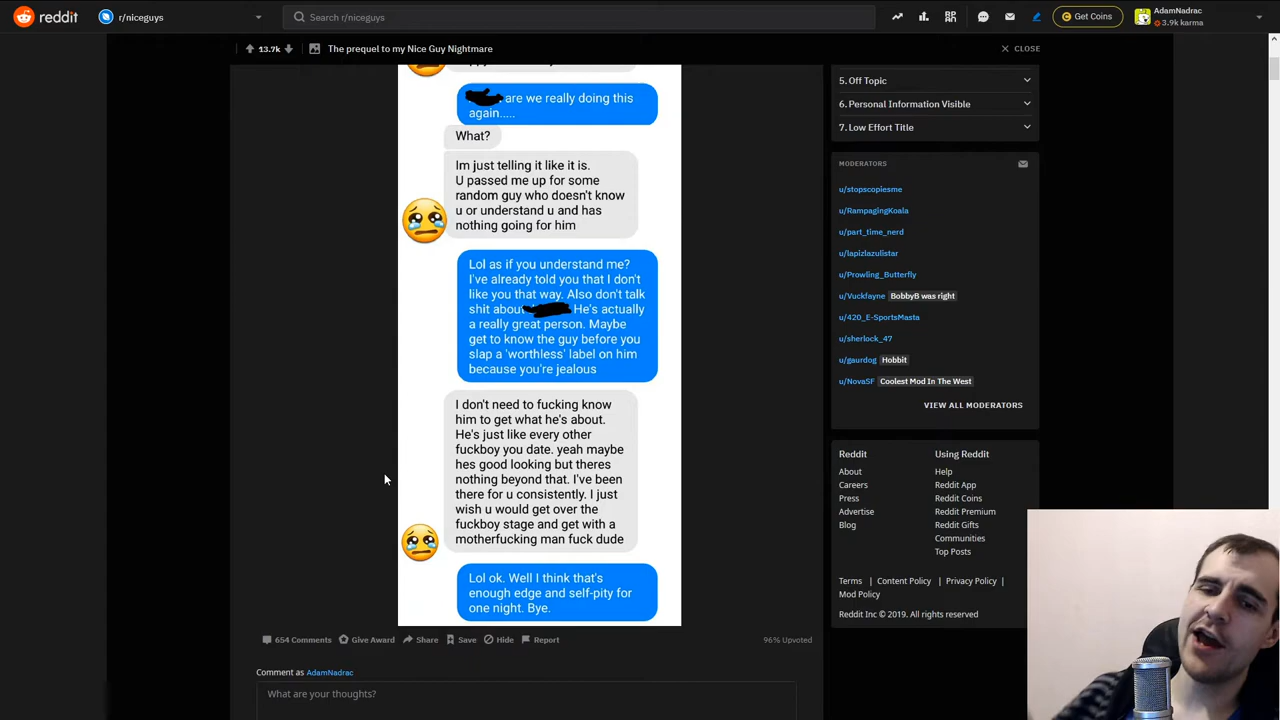 reddit
r/niceguys
Search r/niceguys
Get Coins
AdamNadrac
3.9k karma
13.7k
The prequel to my Nice Guy Nightmare
CLOSE
are we really doing this
again.....
What?
Im just telling it like it is.
U passed me up for some
random guy who doesn't know
u or understand u and has
nothing going for him
Lol as if you understand me?
I've already told you that I don't
like you that way. Also don't talk
shit about
He's actually
a really great person. Maybe
get to know the guy before you
slap a 'worthless' label on him
because you're jealous
I don't need to fucking know
him to get what he's about.
He's just like every other
fuckboy you date. yeah maybe
hes good looking but theres
nothing beyond that. I've been
there for u consistently. I just
wish u would get over the
fuckboy stage and get with a
motherfucking man fuck dude
Lol ok. Well I think that's
enough edge and self-pity for
one night. Bye.
654 Comments
Give Award
Share
Save
Hide
Report
96% Upvoted
Comment as AdamNadrac
What are your thoughts?
5. Off Topic
6. Personal Information Visible
7. Low Effort Title
MODERATORS
u/stopscopiesme
u/RampagingKoala
u/part_time_nerd
u/lapizlazulistar
u/Prowling_Butterfly
u/Vuckfayne BobbyB was right
u/420_E-SportsMasta
u/sherlock_47
u/gaurdog Hobbit
u/NovaSF Coolest Mod In The West
VIEW ALL MODERATORS
Reddit
About
Careers
Press
Advertise
Blog
Using Reddit
Help
Reddit App
Reddit Coins
Reddit Premium
Reddit Gifts
Communities
Top Posts
Terms | Content Policy | Privacy Policy |
Mod Policy
Reddit Inc © 2019. All rights reserved